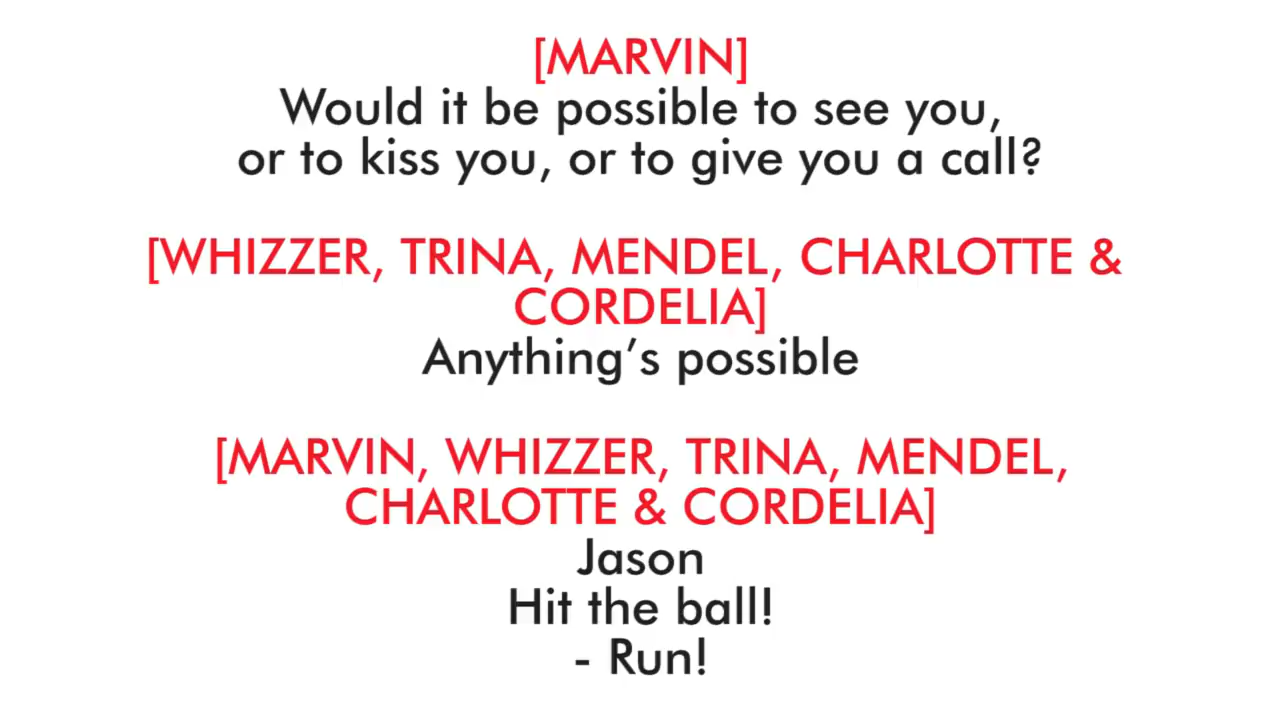 [MARVIN]
Would it be possible to see you,
or to kiss you, or to give you a call?
[WHIZZER, TRINA, MENDEL, CHARLOTTE &
CORDELIA]
Anything’s possible
[MARVIN, WHIZZER, TRINA, MENDEL,
CHARLOTTE & CORDELIA]
Jason
Hit the ball!
- Run!